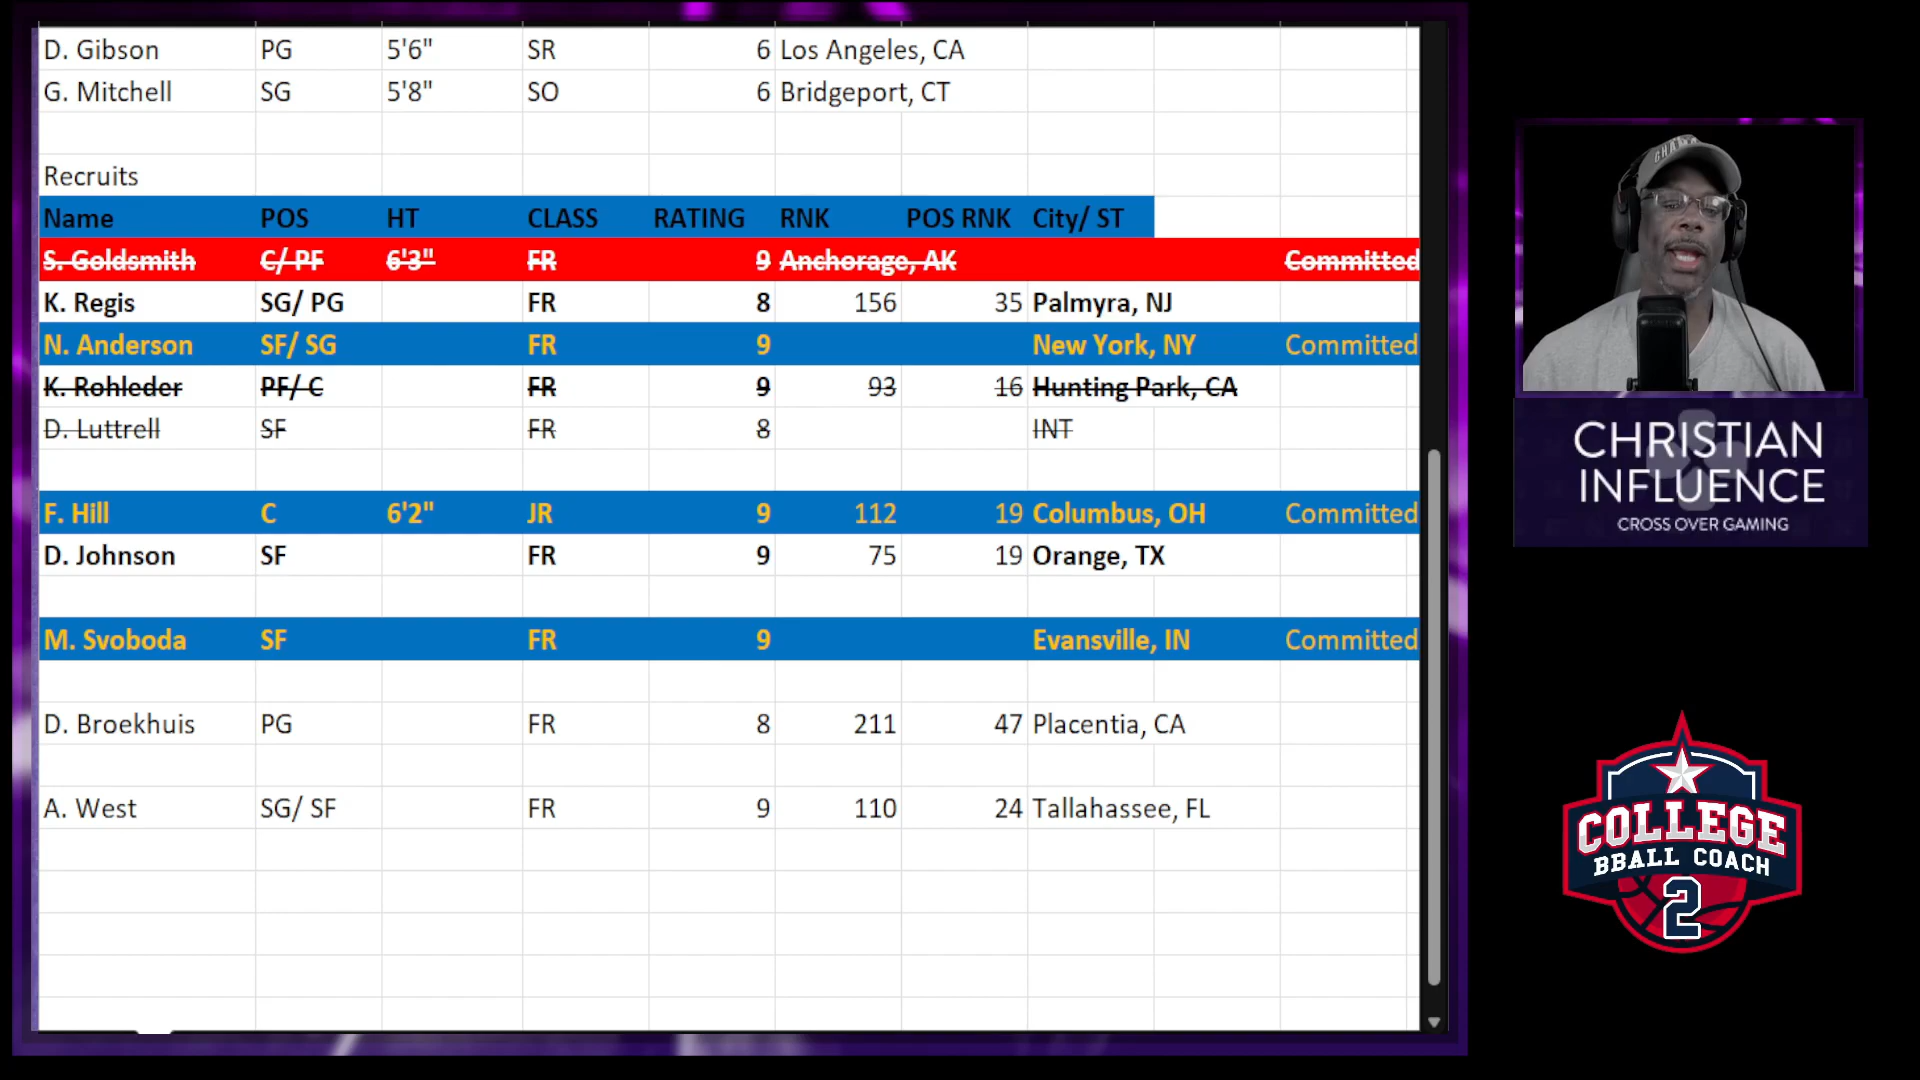 D. Gibson PG 5'6" SR 6 Los Angeles, CA
G. Mitchell SG 5'8" SO 6 Bridgeport, CT
Recruits
Name POS HT CLASS RATING RNK POS RNK City/ ST
S. Goldsmith C/ PF 6'3" FR 9 Anchorage, AK Committed
K. Regis SG/ PG FR 8 156 35 Palmyra, NJ
N. Anderson SF/ SG FR 9 New York, NY Committed
K. Rohleder PF/ C FR 9 93 16 Hunting Park, CA
D. Luttrell SF FR 8 INT
F. Hill C 6'2" JR 9 112 19 Columbus, OH Committed
D. Johnson SF FR 9 75 19 Orange, TX
M. Svoboda SF FR 9 Evansville, IN Committed
D. Broekhuis PG FR 8 211 47 Placentia, CA
A. West SG/ SF FR 9 110 24 Tallahassee, FL
CHRISTIAN
INFLUENCE
CROSS OVER GAMING
COLLEGE
BBALL COACH
2